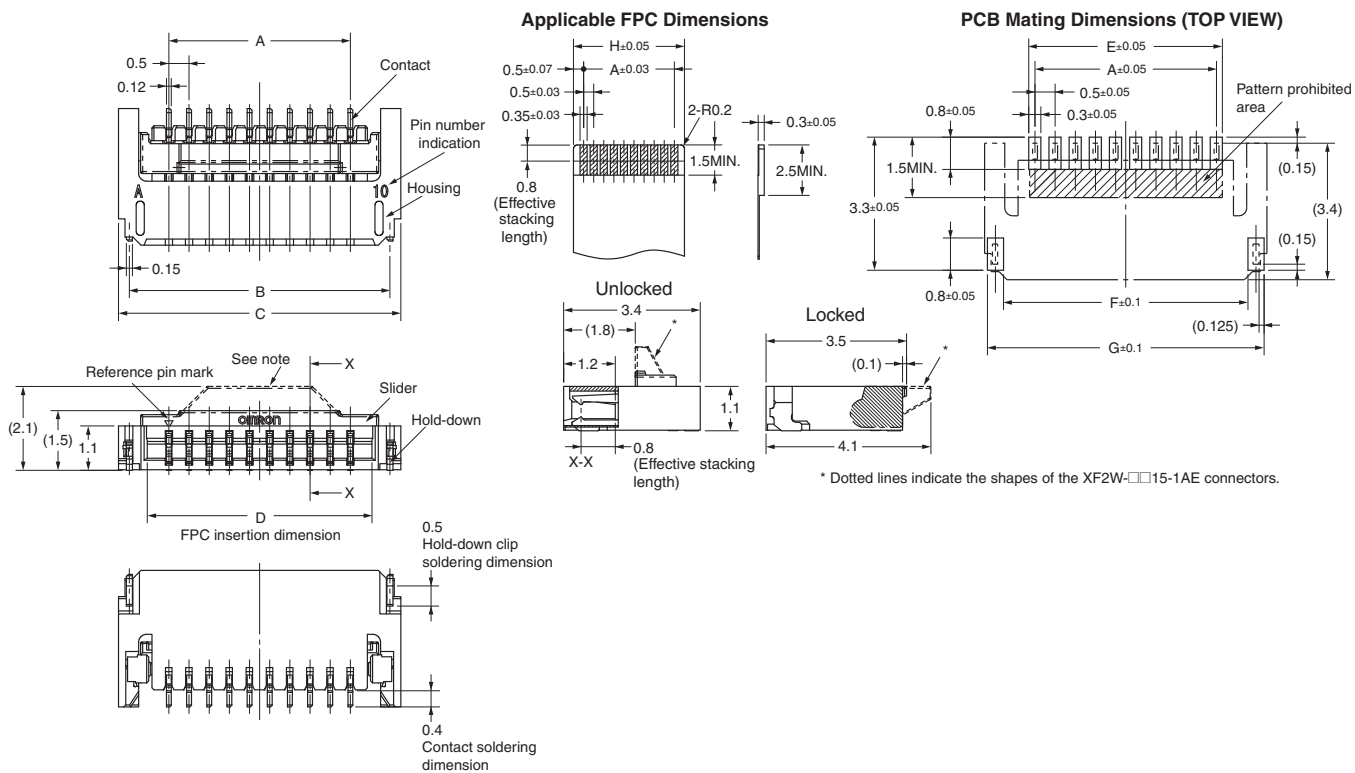 Applicable FPC Dimensions
PCB Mating Dimensions (TOP VIEW)
A
0.5
0.12
Contact
Pin number
indication
Housing
A
10
0.15
B
C
H±0.05
0.5±0.07
A±0.03
0.5±0.03
0.35±0.03
2-R0.2
0.3±0.05
1.5MIN.
2.5MIN.
0.8
(Effective
stacking
length)
E±0.05
A±0.05
0.5±0.05
0.3±0.05
0.8±0.05
Pattern prohibited
area
1.5MIN.
3.3±0.05
(0.15)
(3.4)
(0.15)
0.8±0.05
F±0.1
(0.125)
G±0.1
Unlocked
3.4
(1.8)
*
1.2
1.1
X-X
0.8
(Effective stacking
length)
Locked
3.5
(0.1)
*
4.1
* Dotted lines indicate the shapes of the XF2W-□□15-1AE connectors.
See note
X
Reference pin mark
Slider
Hold-down
OMRON
(2.1)
(1.5)
1.1
X
D
FPC insertion dimension
0.5
Hold-down clip
soldering dimension
0.4
Contact soldering
dimension